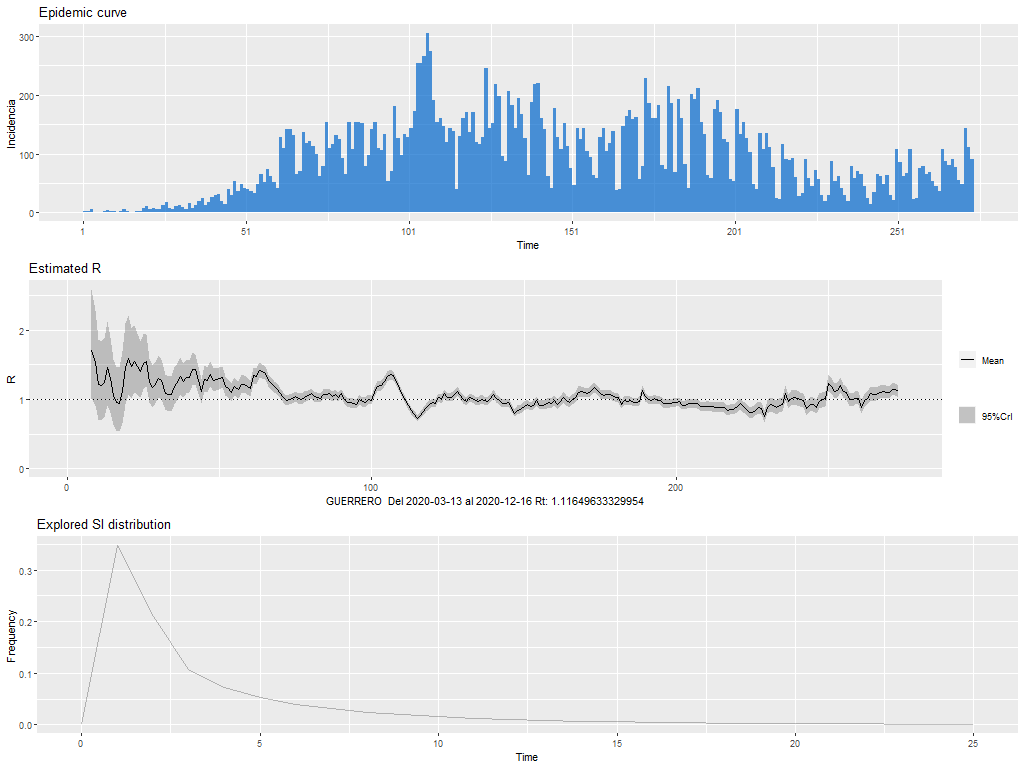 Epidemic curve
300
200
100
0
Incidencia
1 51 101 151 201 251
Time
Estimated R
2
1
0
R
Mean
95%CrI
0 100 200
GUERRERO Del 2020-03-13 al 2020-12-16 Rt: 1.11649633329954
Explored SI distribution
0.3
0.2
0.1
0.0
Frequency
0 5 10 15 20 25
Time